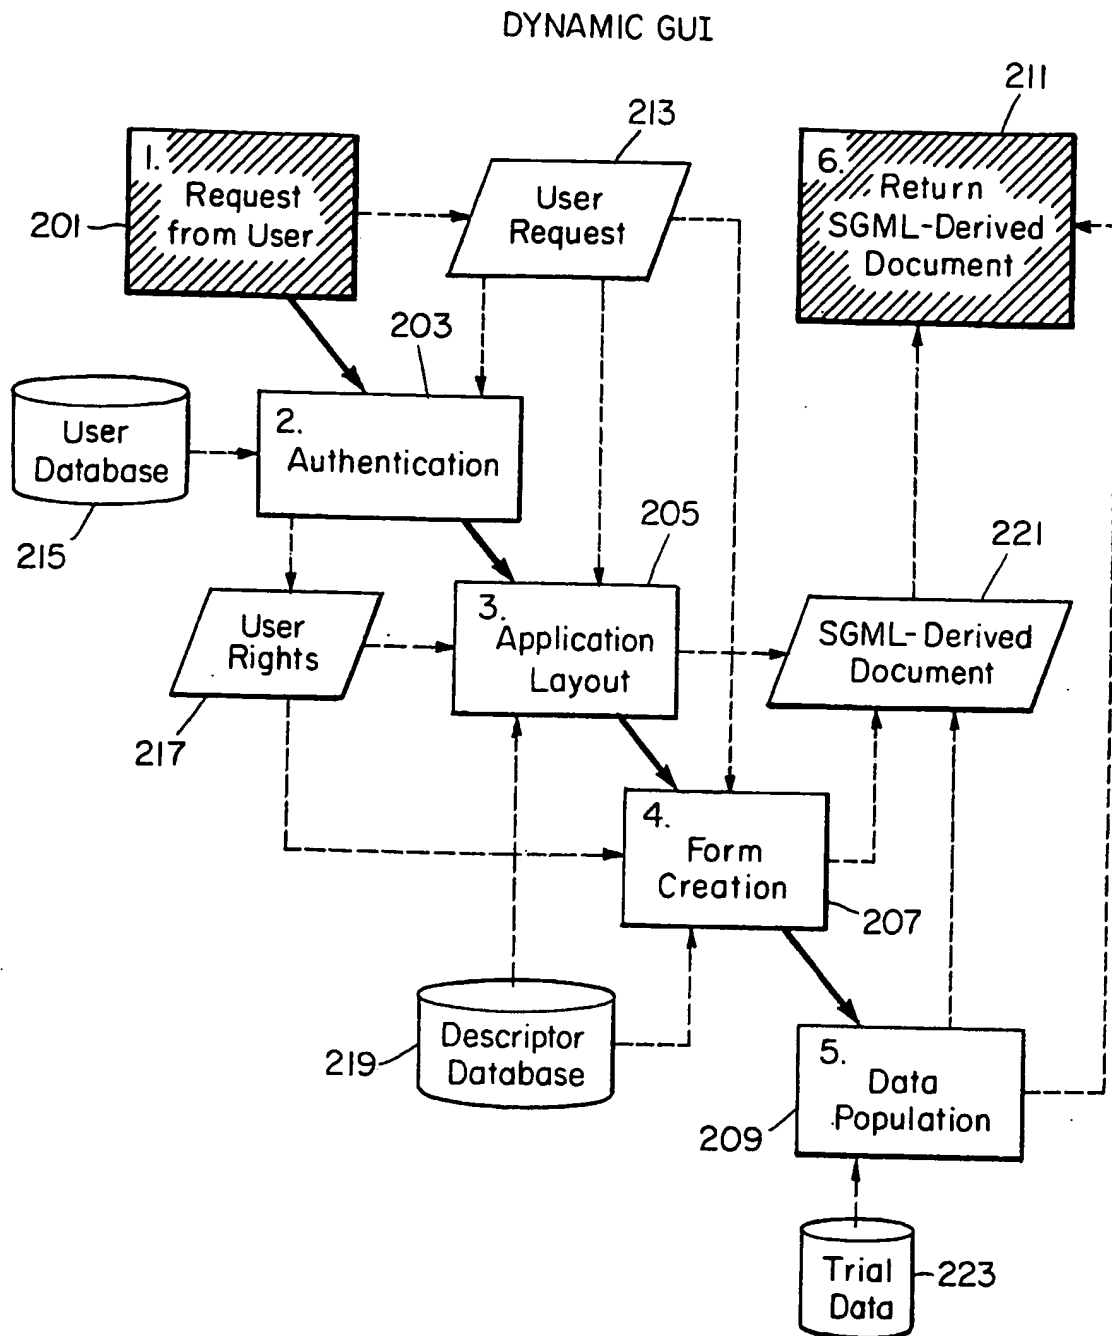 DYNAMIC GUI
211
213
1.
Request
from User
201
User
Request
6.
Return
SGML-Derived
Document
203
User
Database
215
2.
Authentication
205
221
User
Rights
217
3.
Application
Layout
SGML-Derived
Document
4.
Form
Creation
207
Descriptor
Database
219
5.
Data
Population
209
Trial
Data
223